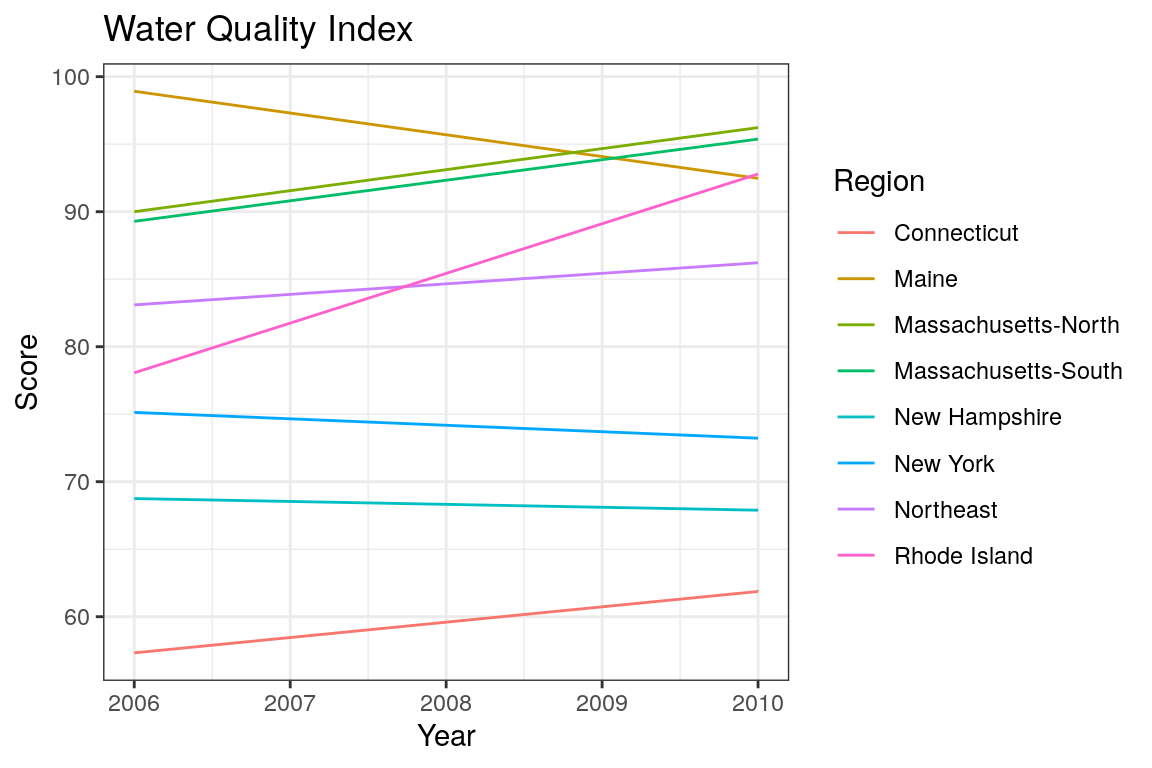 Water Quality Index
100
90
80
70
60
Score
2006 2007 2008 2009 2010
Year
Region
Connecticut
Maine
Massachusetts-North
Massachusetts-South
New Hampshire
New York
Northeast
Rhode Island